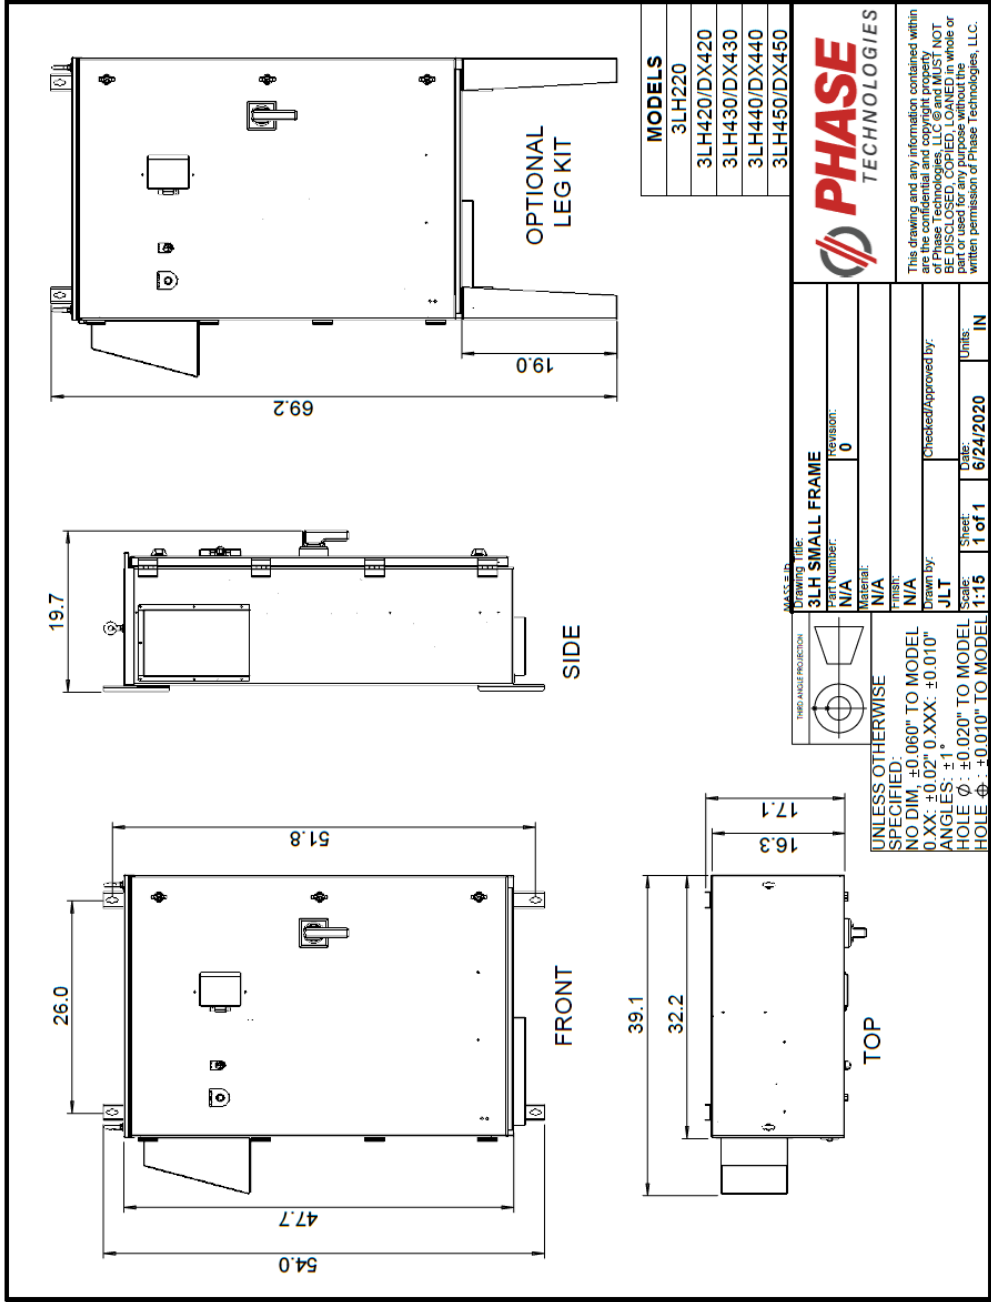 26.0
51.8
47.7
54.0
FRONT
19.7
SIDE
69.2
19.0
OPTIONAL
LEG KIT
39.1
32.2
16.3
17.1
TOP
MODELS
3LH220
3LH420/DX420
3LH430/DX430
3LH440/DX440
3LH450/DX450
UNLESS OTHERWISE
SPECIFIED:
NO DIM, ±0.060" TO MODEL
0.XX: ±0.02" 0.XXX: ±0.010"
ANGLES: ±1°
HOLE ∅ : ±0.020" TO MODEL
HOLE ⌖ : ±0.010" TO MODEL
THIRD ANGLE PROJECTION
MASS = lb
Drawing Title:
3LH SMALL FRAME
Part Number:
N/A
Revision:
0
Material:
N/A
Finish:
N/A
Drawn by:
JLT
Checked/Approved by:
Scale:
1:15
Sheet:
1 of 1
Date:
6/24/2020
Units:
IN
PHASE
TECHNOLOGIES
This drawing and any information contained within
are the confidential and copyright property
of Phase Technologies, LLC © and MUST NOT
BE DISCLOSED, COPIED, LOANED in whole or
part or used for any purpose without the
written permission of Phase Technologies, LLC.